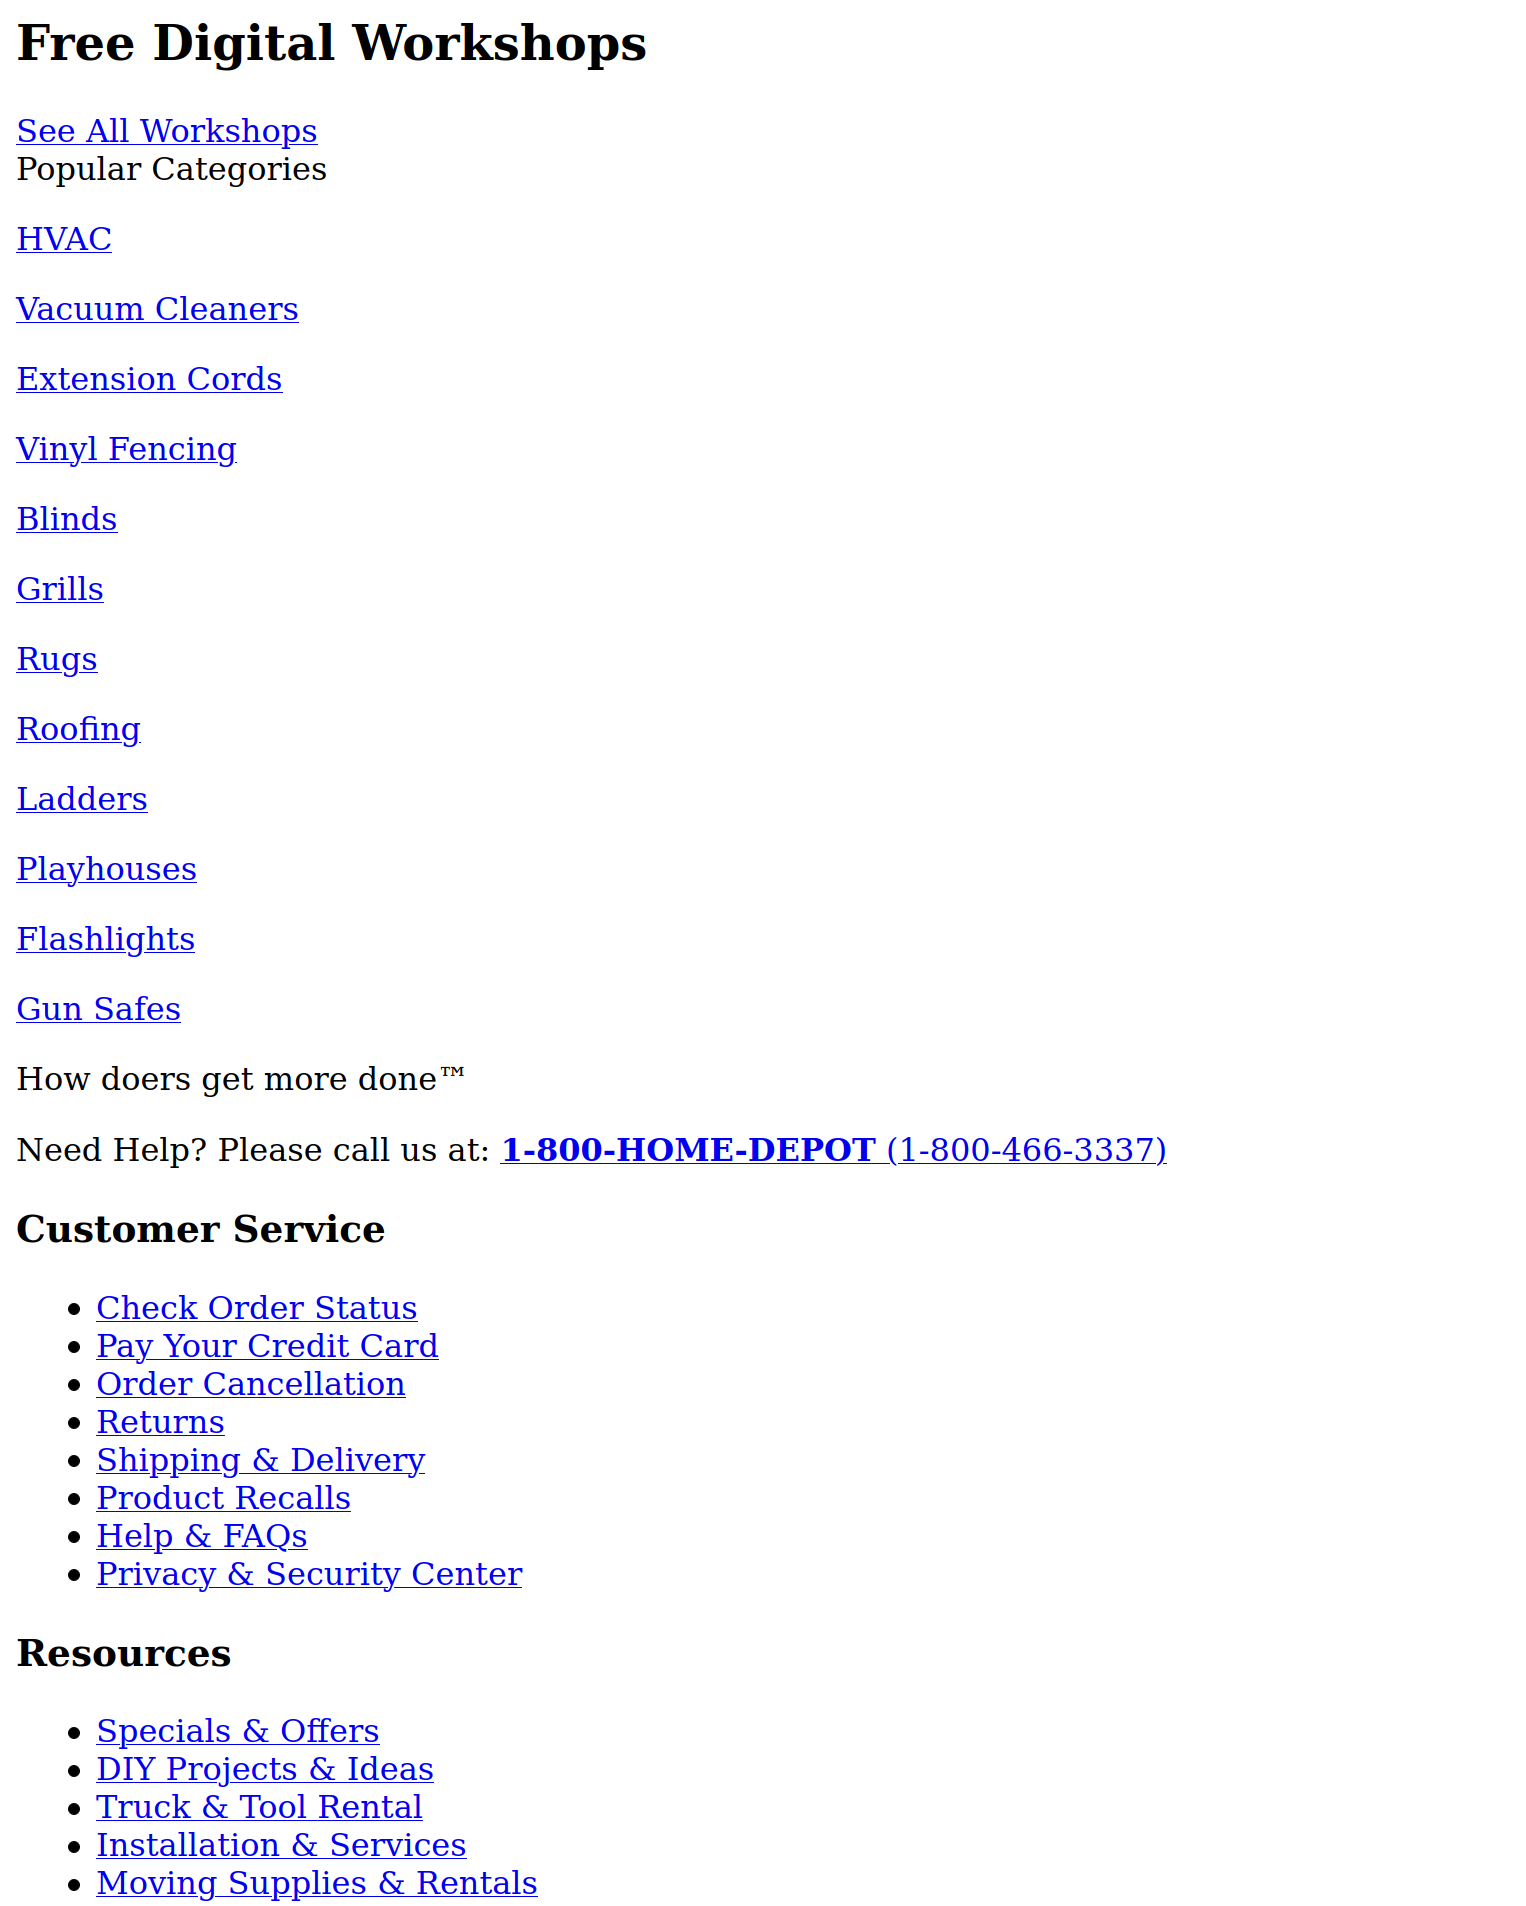 Free Digital Workshops
See All Workshops
Popular Categories
HVAC
Vacuum Cleaners
Extension Cords
Vinyl Fencing
Blinds
Grills
Rugs
Roofing
Ladders
Playhouses
Flashlights
Gun Safes
How doers get more done™
Need Help? Please call us at: 1-800-HOME-DEPOT (1-800-466-3337)
Customer Service
Check Order Status
Pay Your Credit Card
Order Cancellation
Returns
Shipping & Delivery
Product Recalls
Help & FAQs
Privacy & Security Center
Resources
Specials & Offers
DIY Projects & Ideas
Truck & Tool Rental
Installation & Services
Moving Supplies & Rentals